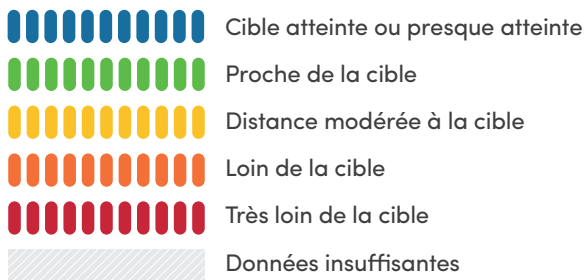 Cible atteinte ou presque atteinte
Proche de la cible
Distance modérée à la cible
Loin de la cible
Très loin de la cible
Données insuffisantes